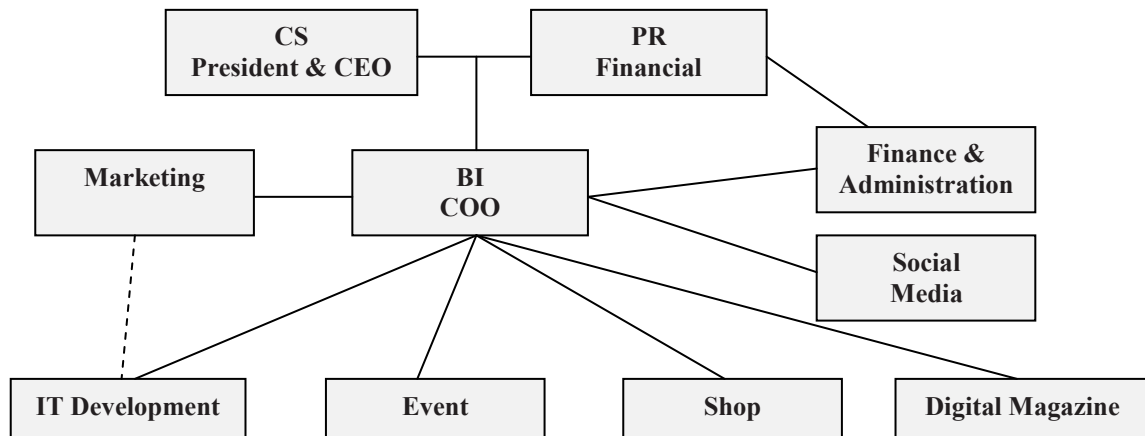 CS
President & CEO
PR
Financial
Marketing
BI
COO
Finance &
Administration
Social
Media
IT Development
Event
Shop
Digital Magazine